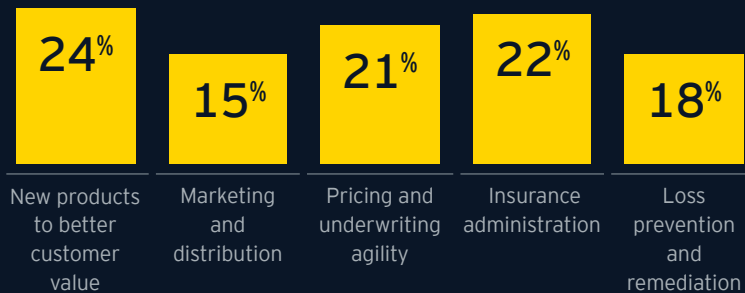 24%
15%
21%
22%
18%
New products
to better
customer
value
Marketing
and
distribution
Pricing and
underwriting
agility
Insurance
administration
Loss
prevention
and
remediation